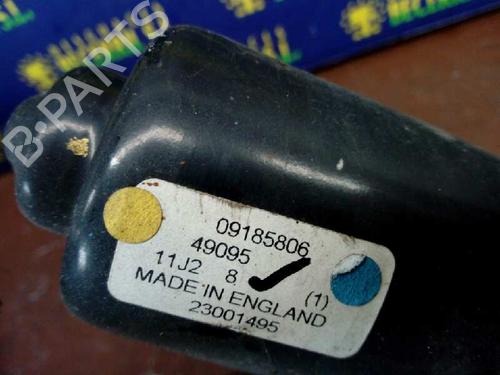 B-PARTS
09185806
49095
11J2 8 (1)
MADE IN ENGLAND
23001495